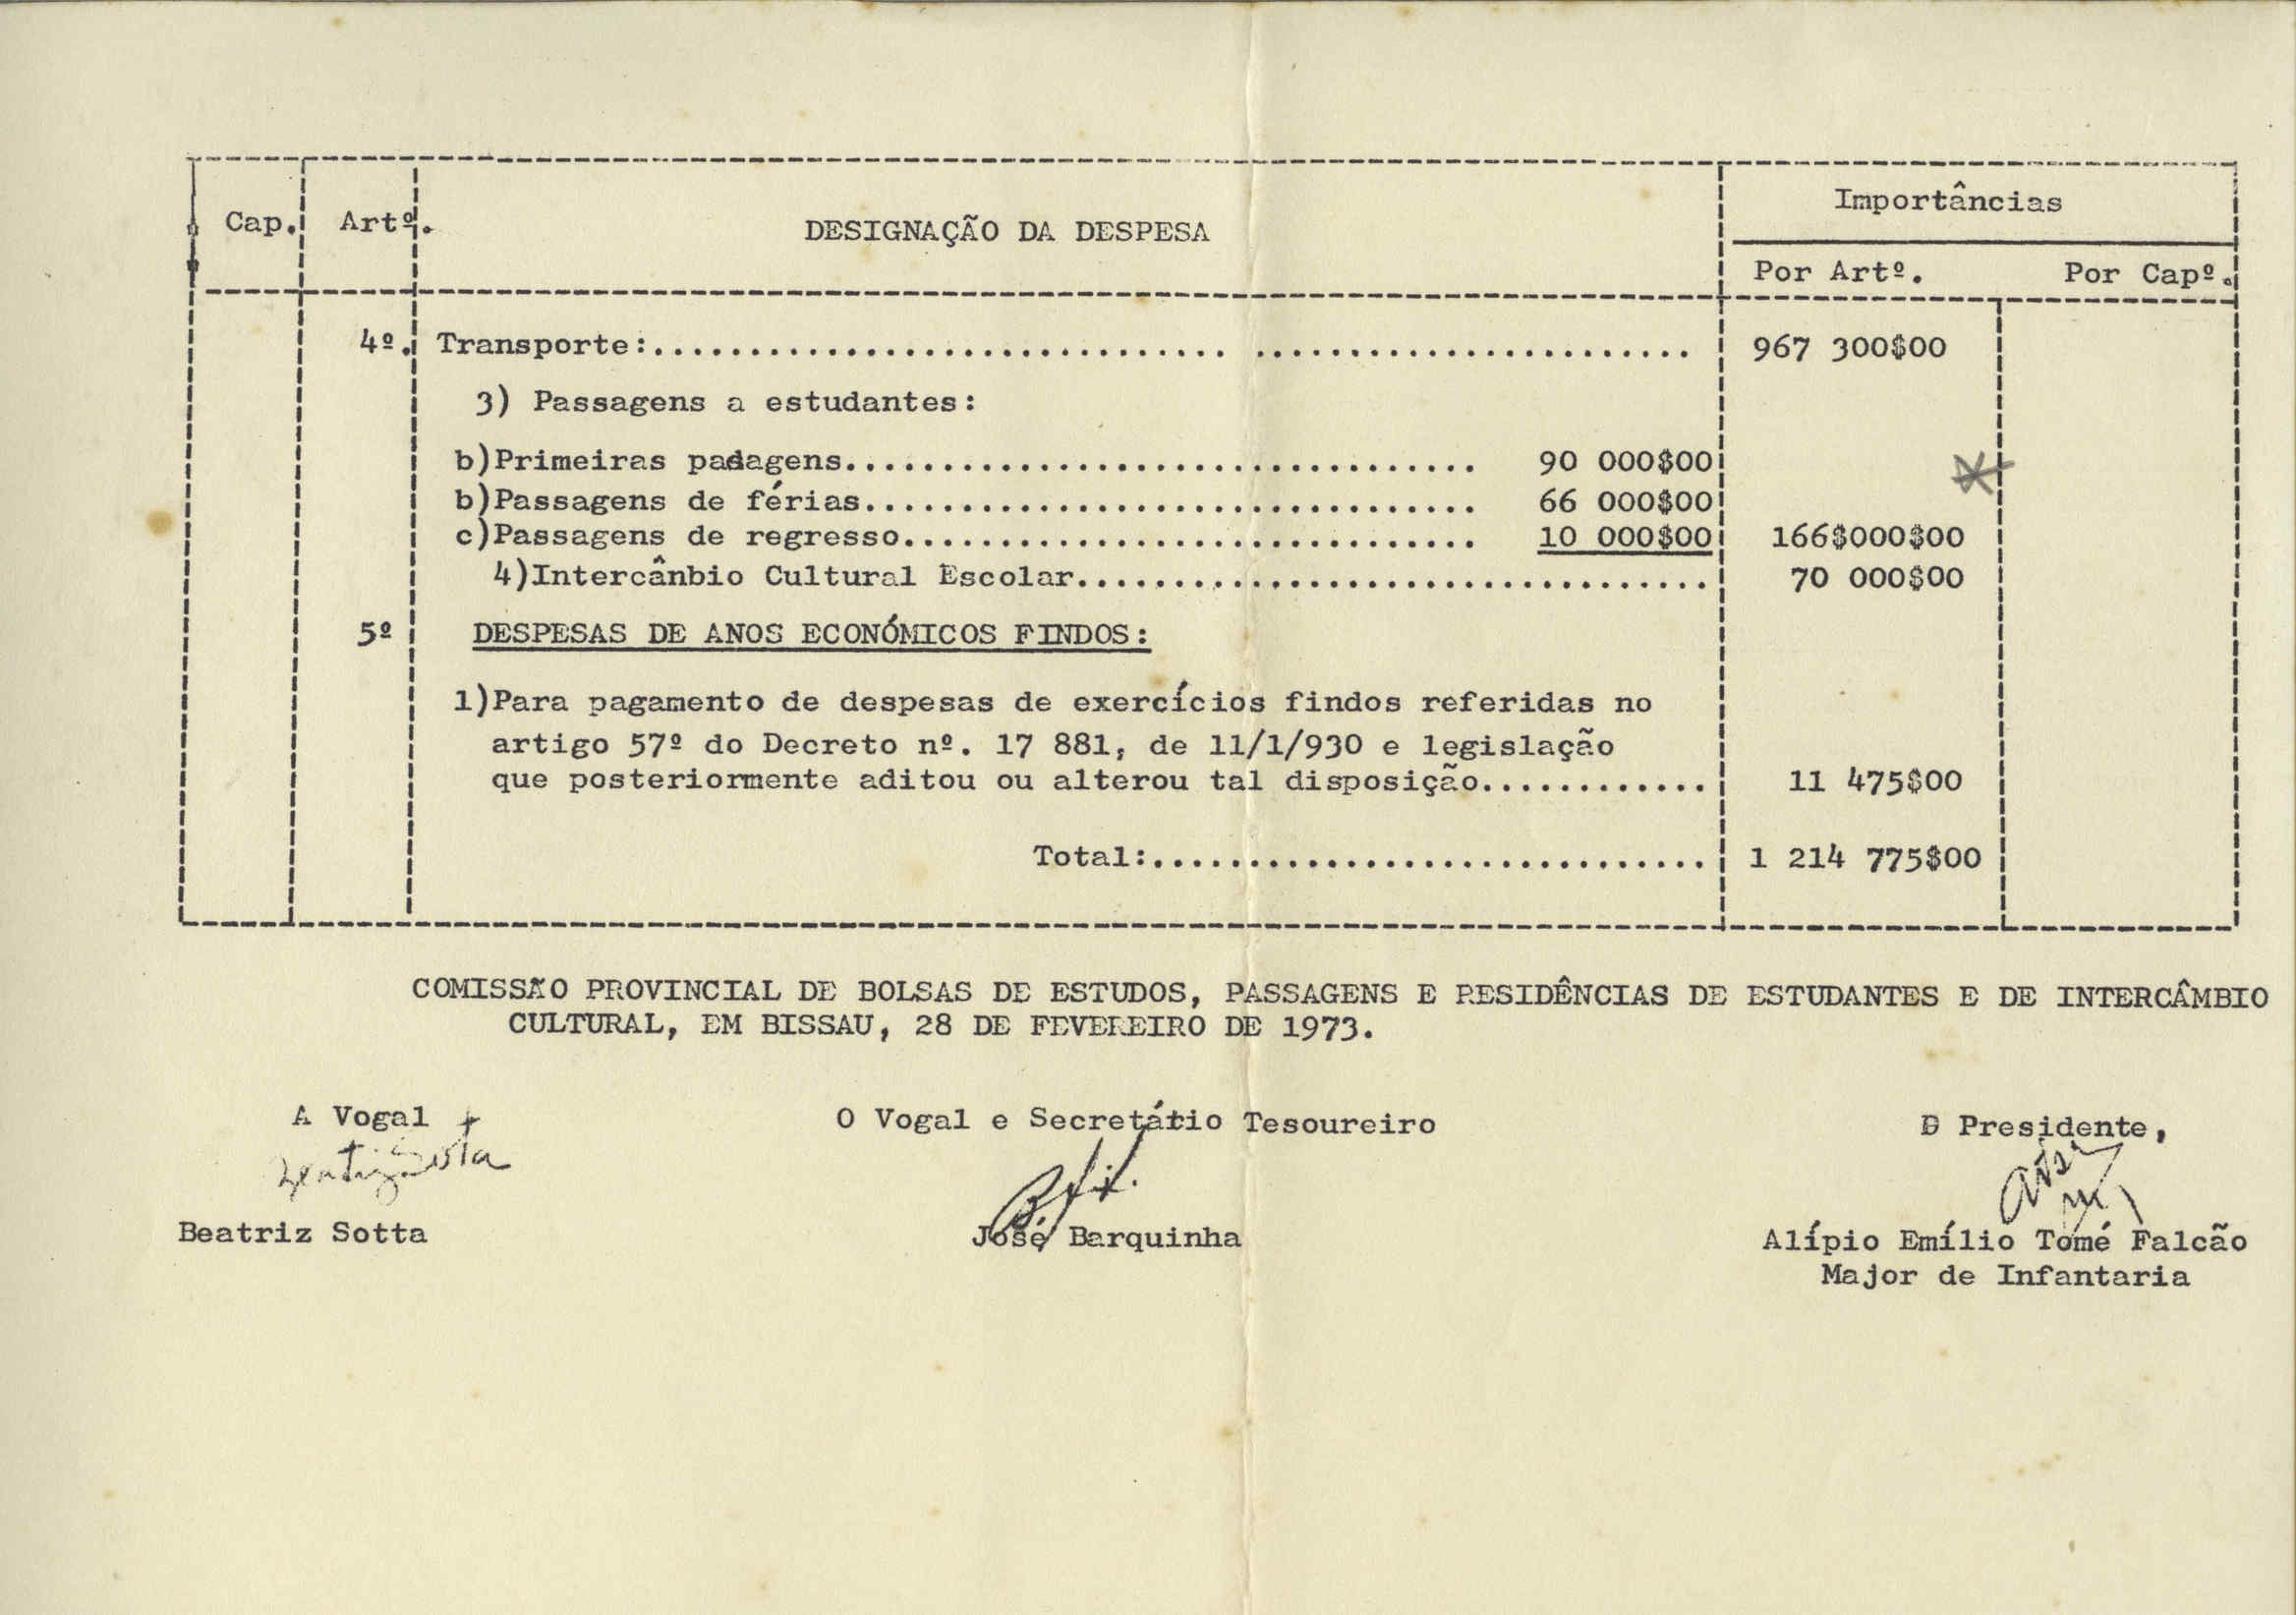 Cap. Artº. DESIGNAÇÃO DA DESPESA Importâncias
Por Artº. Por Capº.
4º. Transporte:..................................................... 967 300$00
3) Passagens a estudantes:
b)Primeiras passagens................................. 90 000$00
b)Passagens de férias................................ 66 000$00
c)Passagens de regresso.............................. 10 000$00 166$000$00
4)Intercânbio Cultural Escolar................................. 70 000$00
5º DESPESAS DE ANOS ECONÓMICOS FINDOS:
1)Para pagamento de despesas de exercícios findos referidas no
artigo 57º do Decreto nº. 17 881, de 11/1/930 e legislação
que posteriormente aditou ou alterou tal disposição............ 11 475$00
Total:............................. 1 214 775$00
COMISSÃO PROVINCIAL DE BOLSAS DE ESTUDOS, PASSAGENS E RESIDÊNCIAS DE ESTUDANTES E DE INTERCÂMBIO
CULTURAL, EM BISSAU, 28 DE FEVEREIRO DE 1973.
A Vogal O Vogal e Secretário Tesoureiro O Presidente,
Beatriz Sotta
Beatriz Sotta José Barquinha Alípio Emílio Tomé Falcão
Major de Infantaria